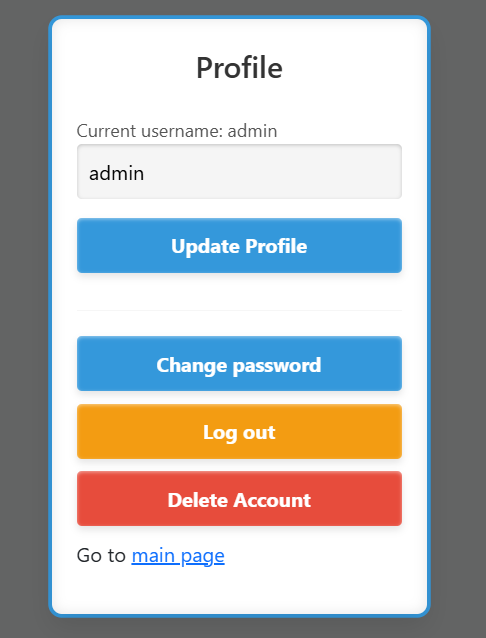 Profile
Current username: admin
admin
Update Profile
Change password
Log out
Delete Account
Go to main page